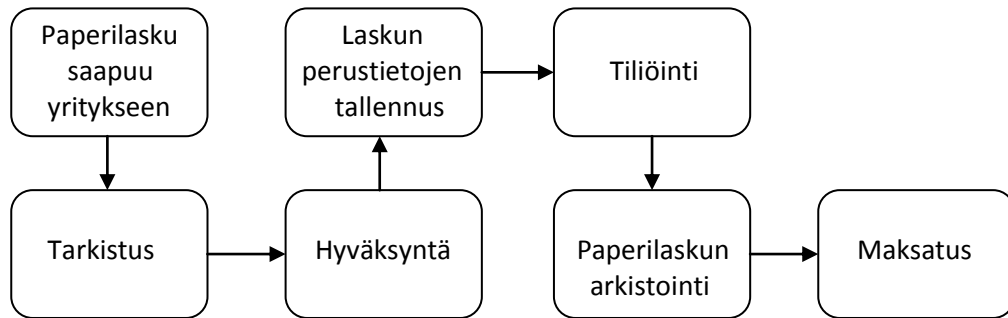 Paperilasku
saapuu
yritykseen
Tarkistus
Hyväksyntä
Laskun
perustietojen
tallennus
Tiliöinti
Paperilaskun
arkistointi
Maksatus